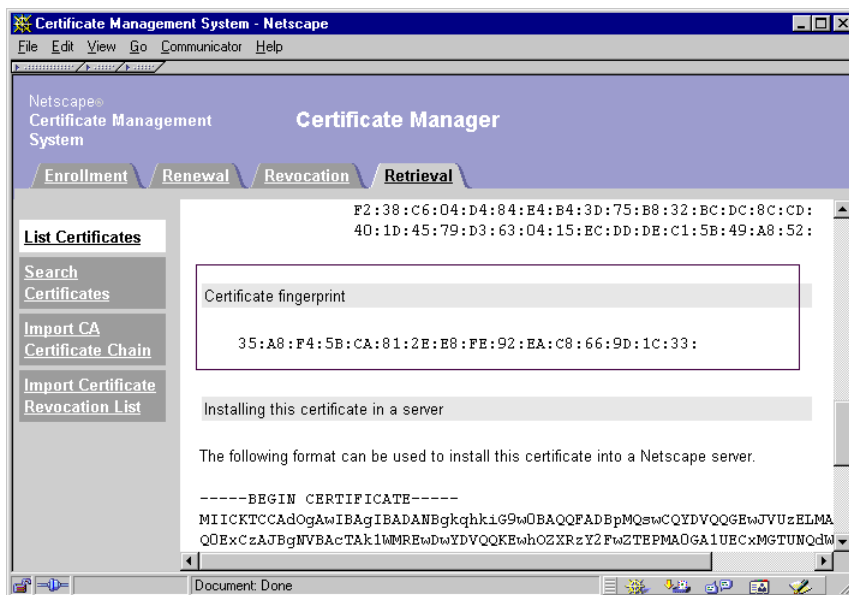 Certificate Management System - Netscape
File Edit View Go Communicator Help
Netscape®
Certificate Management
System
Certificate Manager
Enrollment Renewal Revocation Retrieval
List Certificates
Search
Certificates
Import CA
Certificate Chain
Import Certificate
Revocation List
F2:38:C6:04:D4:84:E4:B4:3D:75:B8:32:BC:DC:8C:CD:
40:1D:45:79:D3:63:04:15:EC:DD:DE:C1:5B:49:A8:52:
Certificate fingerprint
35:A8:F4:5B:CA:81:2E:E8:FE:92:EA:C8:66:9D:1C:33:
Installing this certificate in a server
The following format can be used to install this certificate into a Netscape server.
-----BEGIN CERTIFICATE-----
MIICKTCCAdOgAwIBAgIBADANBgkqhkiG9w0BAQQFADBpMQswCQYDVQQGEwJVUzELMA
Q0ExCzAJBgNVBAcTAk1WMREwDwYDVQQKEwhOZXRzY2FwZTEPMA0GA1UECxMGTUNQdW
Document: Done